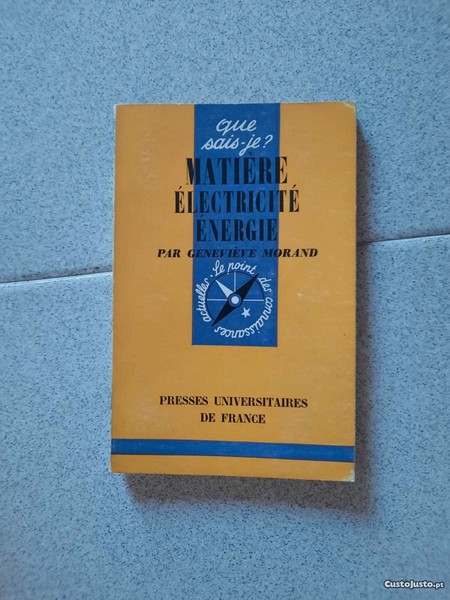 que
sais-je?
MATIERE
ÉLECTRICITÉ
ÉNERGIE
PAR GENEVIÈVE MORAND
Le point des connaissances actuelles
PRESSES UNIVERSITAIRES
DE FRANCE
CustoJusto.pt